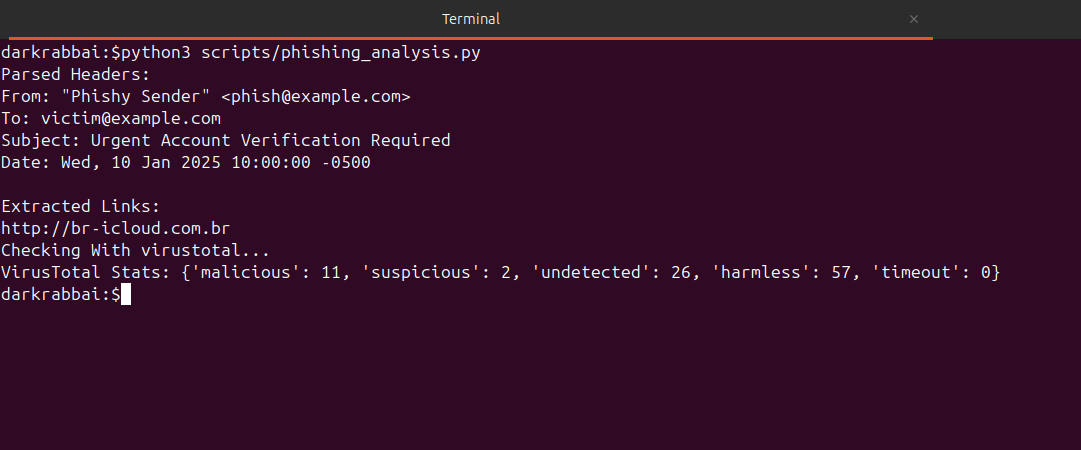 Terminal
×
darkrabbai:$python3 scripts/phishing_analysis.py
Parsed Headers:
From: "Phishy Sender" <phish@example.com>
To: victim@example.com
Subject: Urgent Account Verification Required
Date: Wed, 10 Jan 2025 10:00:00 -0500

Extracted Links:
http://br-icloud.com.br
Checking With virustotal...
VirusTotal Stats: {'malicious': 11, 'suspicious': 2, 'undetected': 26, 'harmless': 57, 'timeout': 0}
darkrabbai:$